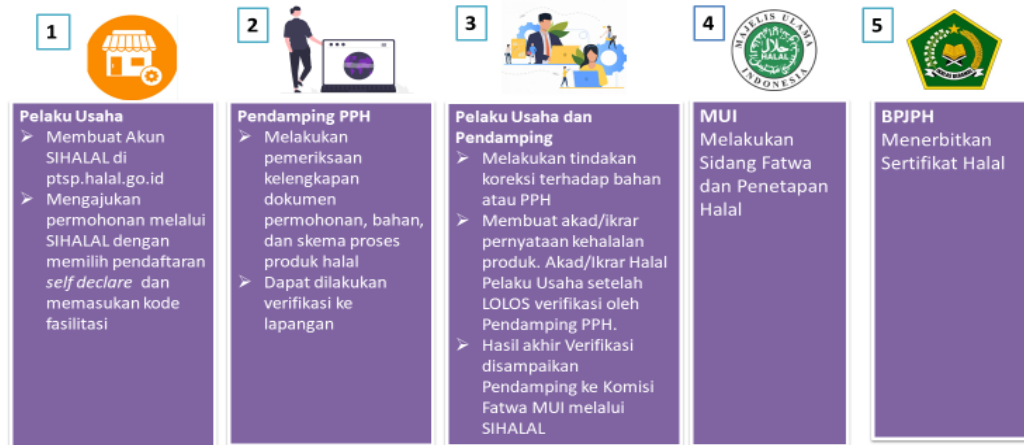 1
2
3
4
5
MAJELIS ULAMA
حلال
HALAL
INDONESIA
Pelaku Usaha
➢ Membuat Akun
SIHALAL di
ptsp.halal.go.id
➢ Mengajukan
permohonan melalui
SIHALAL dengan
memilih pendaftaran
self declare dan
memasukan kode
fasilitasi
Pendamping PPH
➢ Melakukan
pemeriksaan
kelengkapan
dokumen
permohonan, bahan,
dan skema proses
produk halal
➢ Dapat dilakukan
verifikasi ke
lapangan
Pelaku Usaha dan
Pendamping
➢ Melakukan tindakan
koreksi terhadap bahan
atau PPH
➢ Membuat akad/ikrar
pernyataan kehalalan
produk. Akad/Ikrar Halal
Pelaku Usaha setelah
LOLOS verifikasi oleh
Pendamping PPH.
➢ Hasil akhir Verifikasi
disampaikan
Pendamping ke Komisi
Fatwa MUI melalui
SIHALAL
MUI
Melakukan
Sidang Fatwa
dan Penetapan
Halal
BPJPH
Menerbitkan
Sertifikat Halal